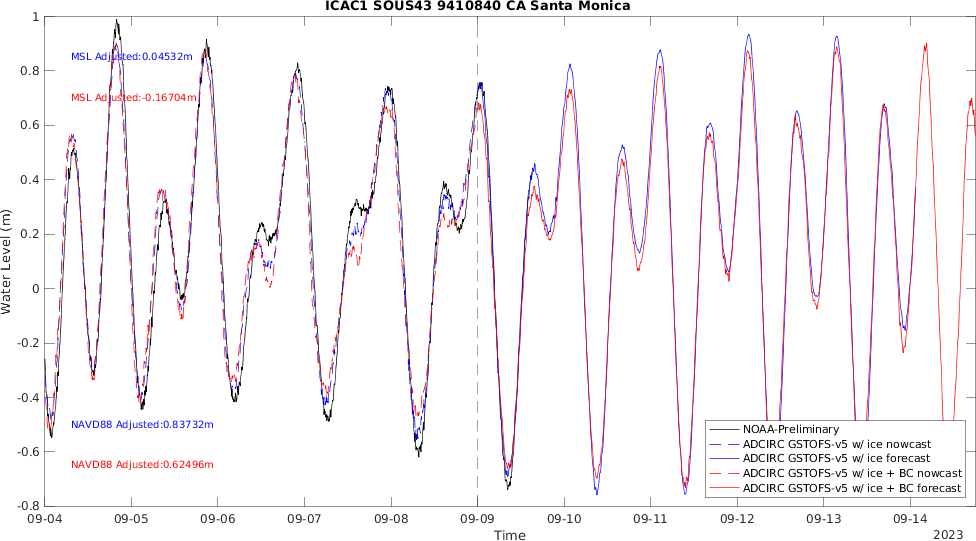 ICAC1 SOUS43 9410840 CA Santa Monica
Water Level (m)
1
0.8
0.6
0.4
0.2
0
-0.2
-0.4
-0.6
-0.8
MSL Adjusted:0.04532m
MSL Adjusted:-0.16704m
NAVD88 Adjusted:0.83732m
NAVD88 Adjusted:0.62496m
NOAA-Preliminary
ADCIRC GSTOFS-v5 w/ ice nowcast
ADCIRC GSTOFS-v5 w/ ice forecast
ADCIRC GSTOFS-v5 w/ ice + BC nowcast
ADCIRC GSTOFS-v5 w/ ice + BC forecast
09-04 09-05 09-06 09-07 09-08 09-09 09-10 09-11 09-12 09-13 09-14
Time
2023